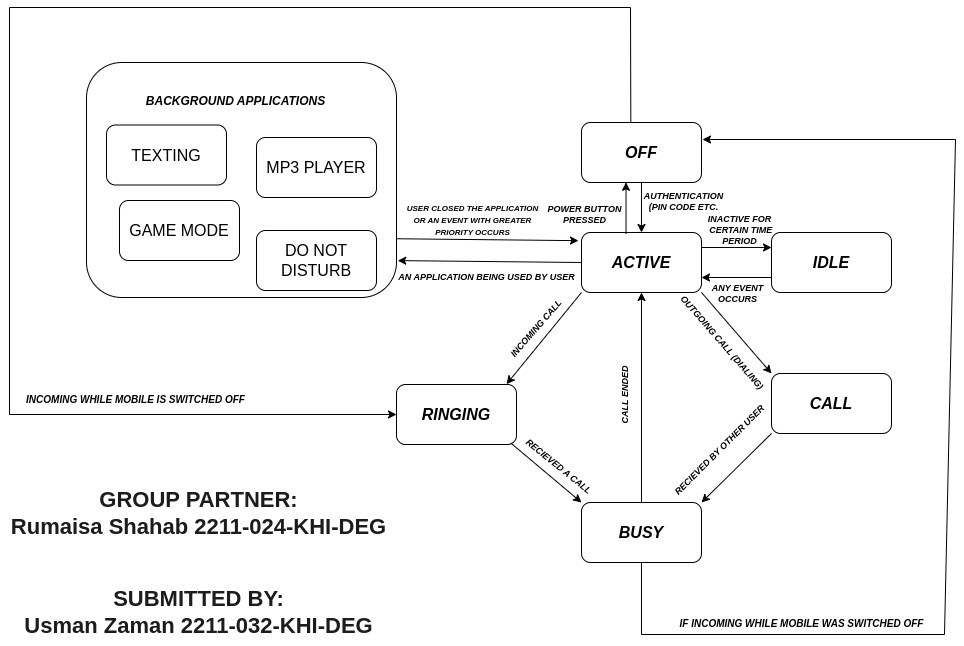 BACKGROUND APPLICATIONS
TEXTING
MP3 PLAYER
GAME MODE
DO NOT
DISTURB
OFF
USER CLOSED THE APPLICATION
OR AN EVENT WITH GREATER
PRIORITY OCCURS
POWER BUTTON
PRESSED
AUTHENTICATION
(PIN CODE ETC.
INACTIVE FOR
CERTAIN TIME
PERIOD
ACTIVE
IDLE
AN APPLICATION BEING USED BY USER
ANY EVENT
OCCURS
INCOMING CALL
OUTGOING CALL (DIALING)
CALL ENDED
INCOMING WHILE MOBILE IS SWITCHED OFF
RINGING
CALL
RECIEVED A CALL
RECIEVED BY OTHER USER
BUSY
GROUP PARTNER:
Rumaisa Shahab 2211-024-KHI-DEG
SUBMITTED BY:
Usman Zaman 2211-032-KHI-DEG
IF INCOMING WHILE MOBILE WAS SWITCHED OFF